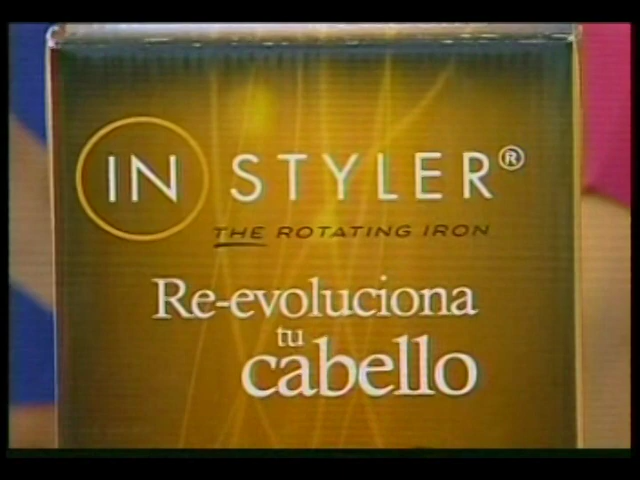 IN STYLER®
THE ROTATING IRON
Re-evoluciona
tu
cabello